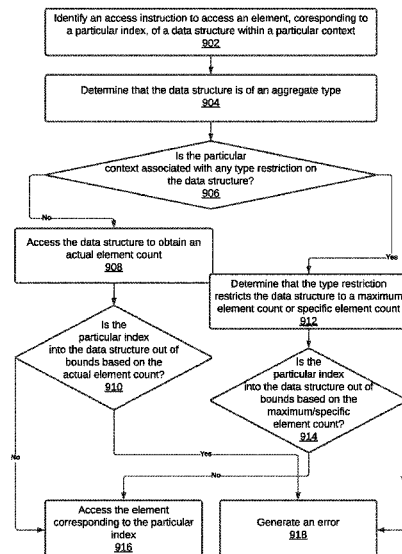 Identify an access instruction to access an element, coresponding to
a particular index, of a data structure within a particular context
902
Determine that the data structure is of an aggregate type
904
Is the particular
context associated with any type restriction on
the data structure?
906
No
Yes
Access the data structure to obtain an
actual element count
908
Determine that the type restriction
restricts the data structure to a maximum
element count or specific element count
912
Is the
particular index
into the data structure out of
bounds based on the
actual element count?
910
Is the
particular index
into the data structure out of
bounds based on the
maximum/specific
element count?
914
No
Yes
No
Access the element
corresponding to the particular
index
916
Generate an error
918